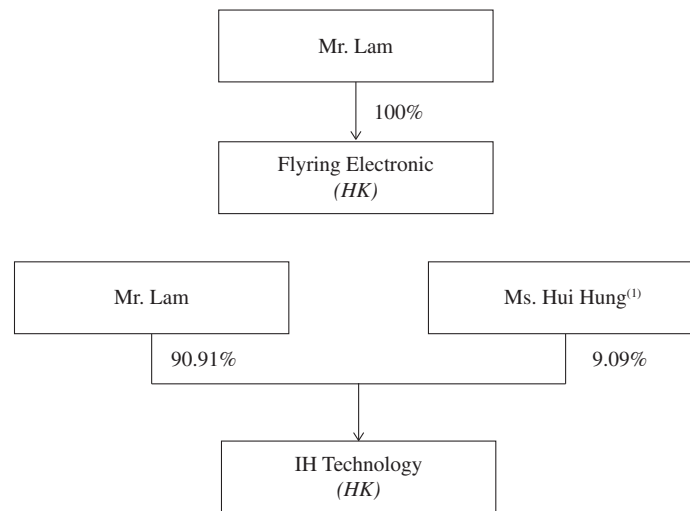 Mr. Lam
100%
Flyring Electronic
(HK)
Mr. Lam
Ms. Hui Hung(1)
90.91%
9.09%
IH Technology
(HK)